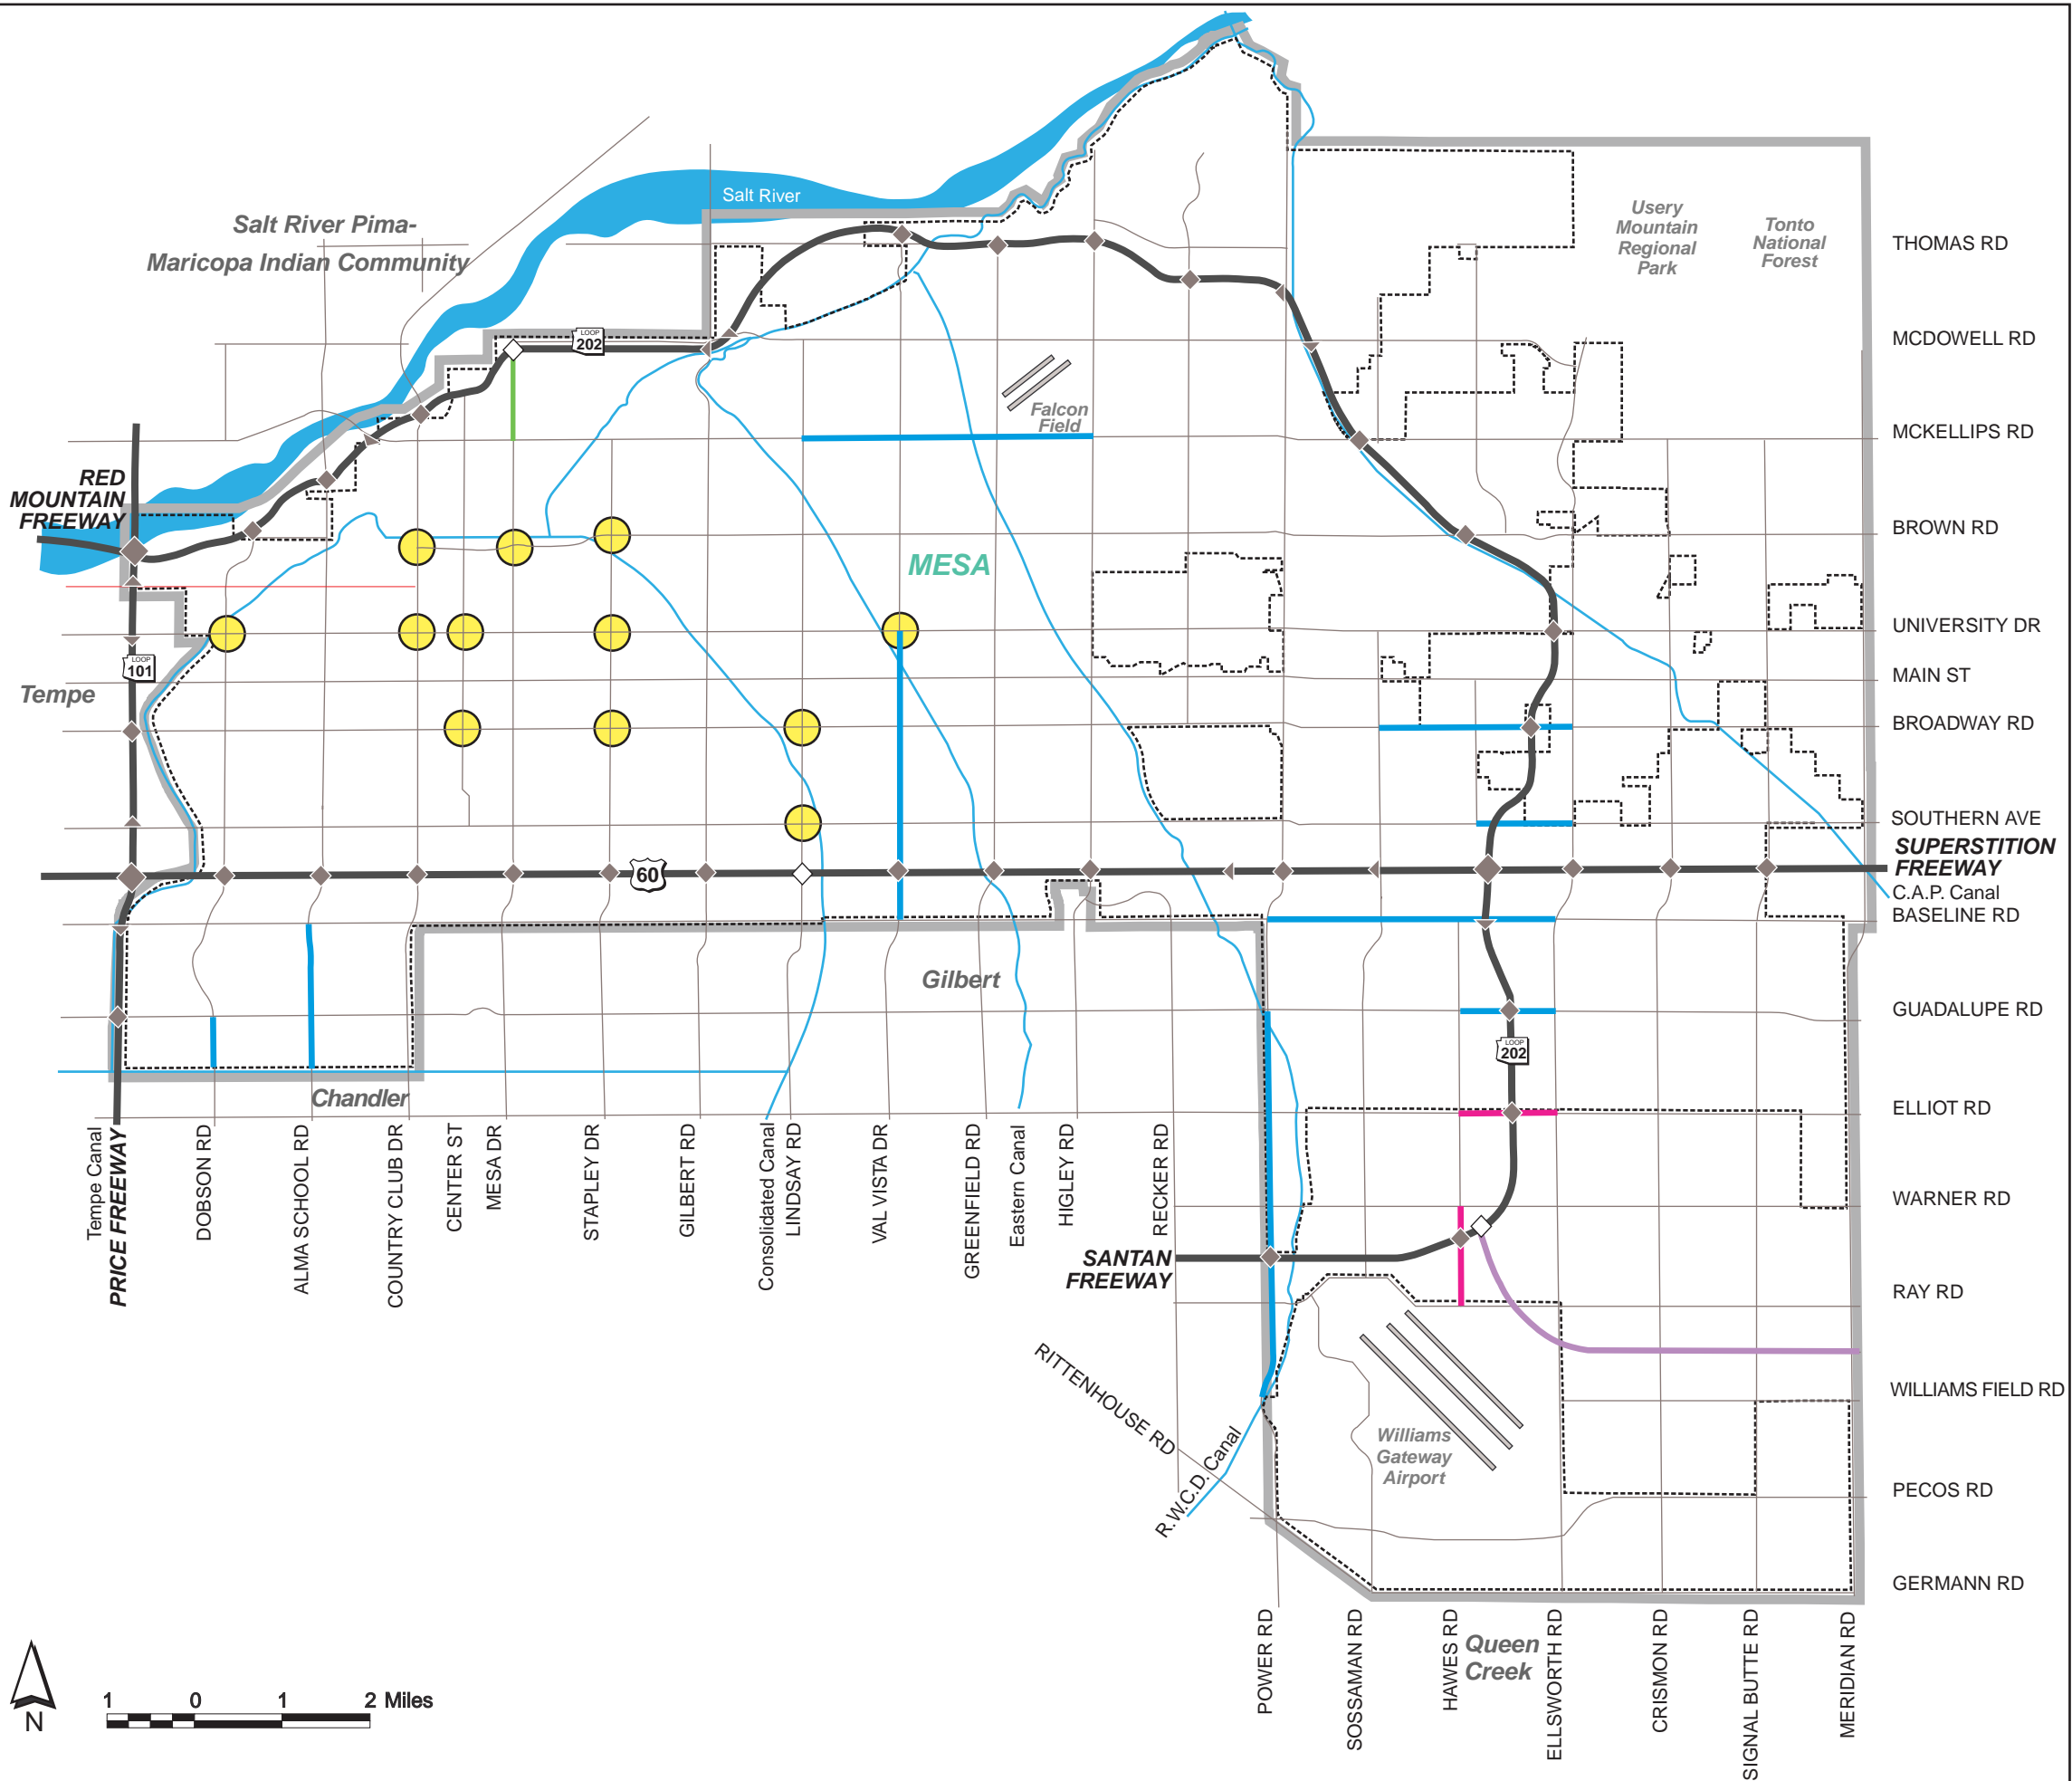 Salt River
Salt River Pima-
Maricopa Indian Community
Usery
Mountain
Regional
Park
Tonto
National
Forest
THOMAS RD
LOOP
202
MCDOWELL RD
Falcon
Field
MCKELLIPS RD
RED
MOUNTAIN
FREEWAY
BROWN RD
MESA
UNIVERSITY DR
LOOP
101
Tempe
MAIN ST
BROADWAY RD
SOUTHERN AVE
SUPERSTITION
FREEWAY
60
C.A.P. Canal
BASELINE RD
Gilbert
GUADALUPE RD
LOOP
202
Chandler
ELLIOT RD
Tempe Canal
PRICE FREEWAY
DOBSON RD
ALMA SCHOOL RD
COUNTRY CLUB DR
CENTER ST
MESA DR
STAPLEY DR
GILBERT RD
Consolidated Canal
LINDSAY RD
VAL VISTA DR
GREENFIELD RD
Eastern Canal
HIGLEY RD
RECKER RD
WARNER RD
SANTAN
FREEWAY
RAY RD
RITTENHOUSE RD
WILLIAMS FIELD RD
R.W.C.D. Canal
Williams
Gateway
Airport
PECOS RD
GERMANN RD
POWER RD
SOSSAMAN RD
HAWES RD
Queen
Creek
ELLSWORTH RD
CRISMON RD
SIGNAL BUTTE RD
MERIDIAN RD
N
1 0 1 2 Miles